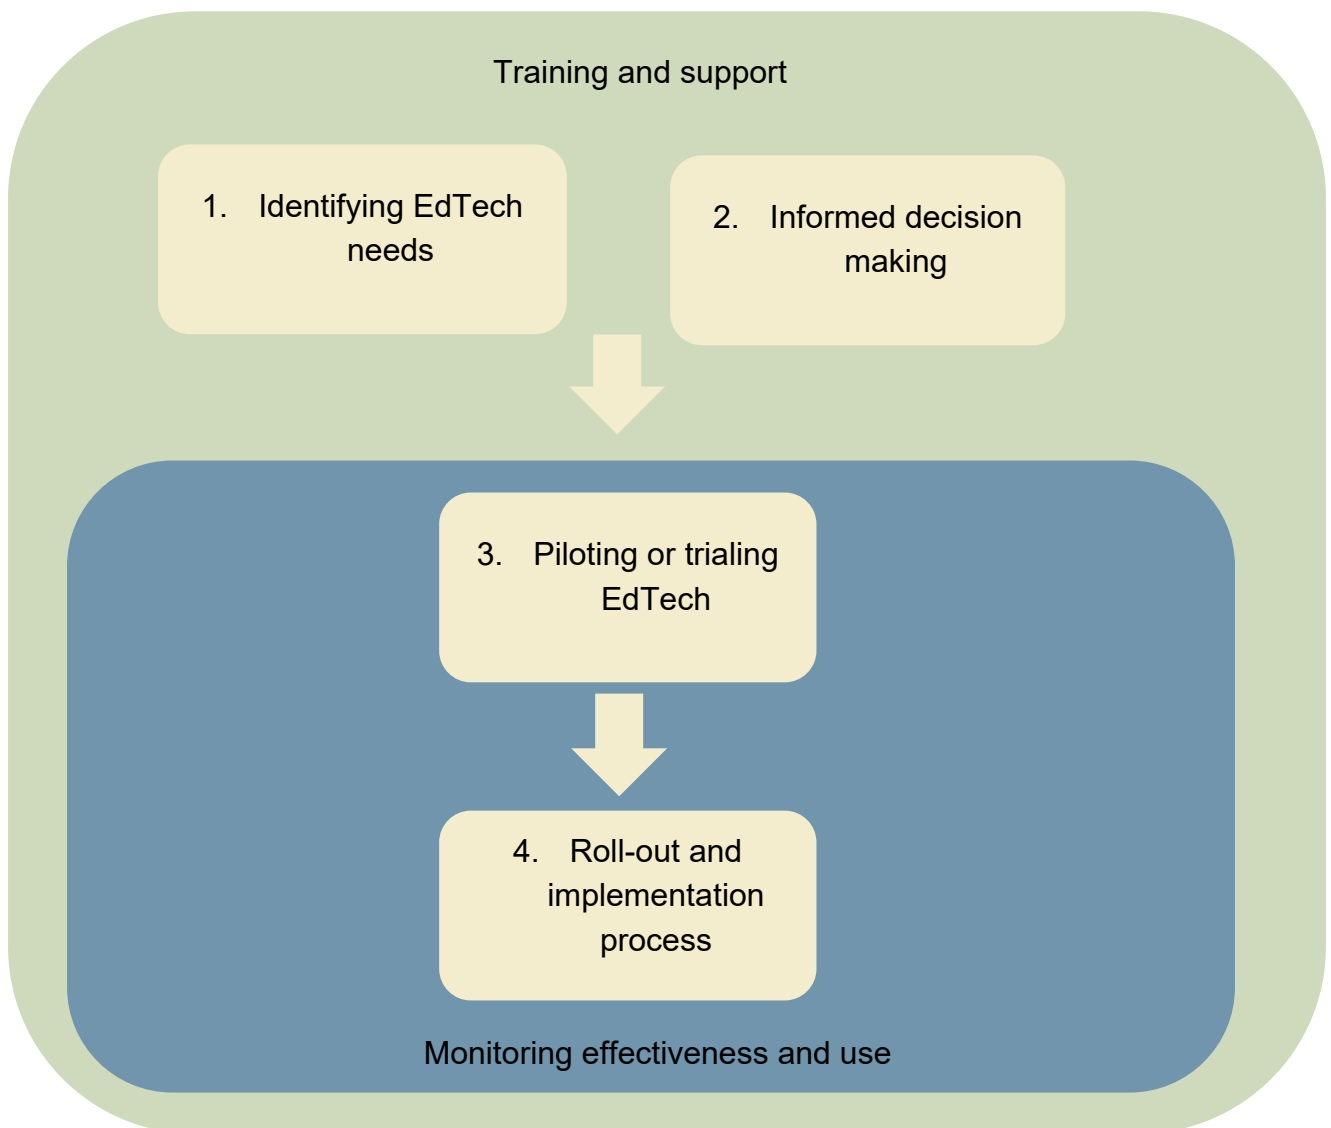 Training and support
1. Identifying EdTech
needs
2. Informed decision
making
3. Piloting or trialing
EdTech
4. Roll-out and
implementation
process
Monitoring effectiveness and use